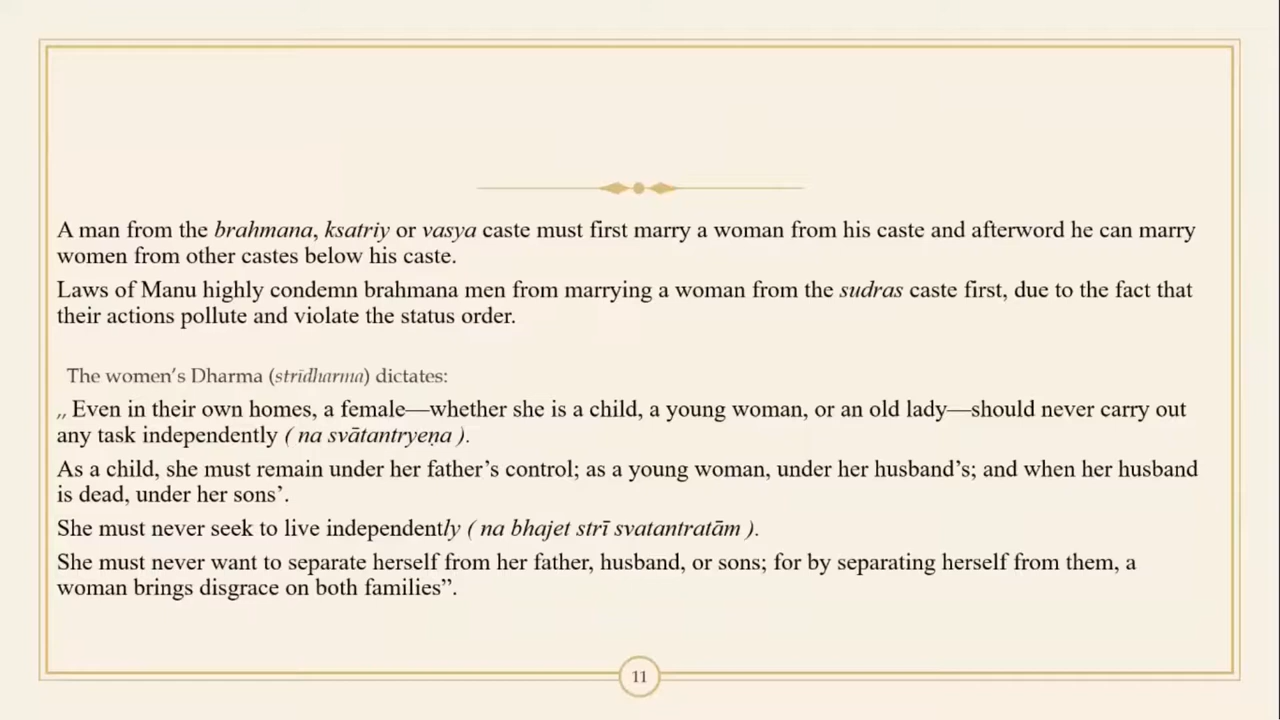 A man from the brahmana, ksatriy or vasya caste must first marry a woman from his caste and afterword he can marry
women from other castes below his caste.
Laws of Manu highly condemn brahmana men from marrying a woman from the sudras caste first, due to the fact that
their actions pollute and violate the status order.
The women’s Dharma (strīdharma) dictates:
„ Even in their own homes, a female—whether she is a child, a young woman, or an old lady—should never carry out
any task independently ( na svātantryeṇa ).
As a child, she must remain under her father’s control; as a young woman, under her husband’s; and when her husband
is dead, under her sons’.
She must never seek to live independently ( na bhajet strī svatantratām ).
She must never want to separate herself from her father, husband, or sons; for by separating herself from them, a
woman brings disgrace on both families”.
11